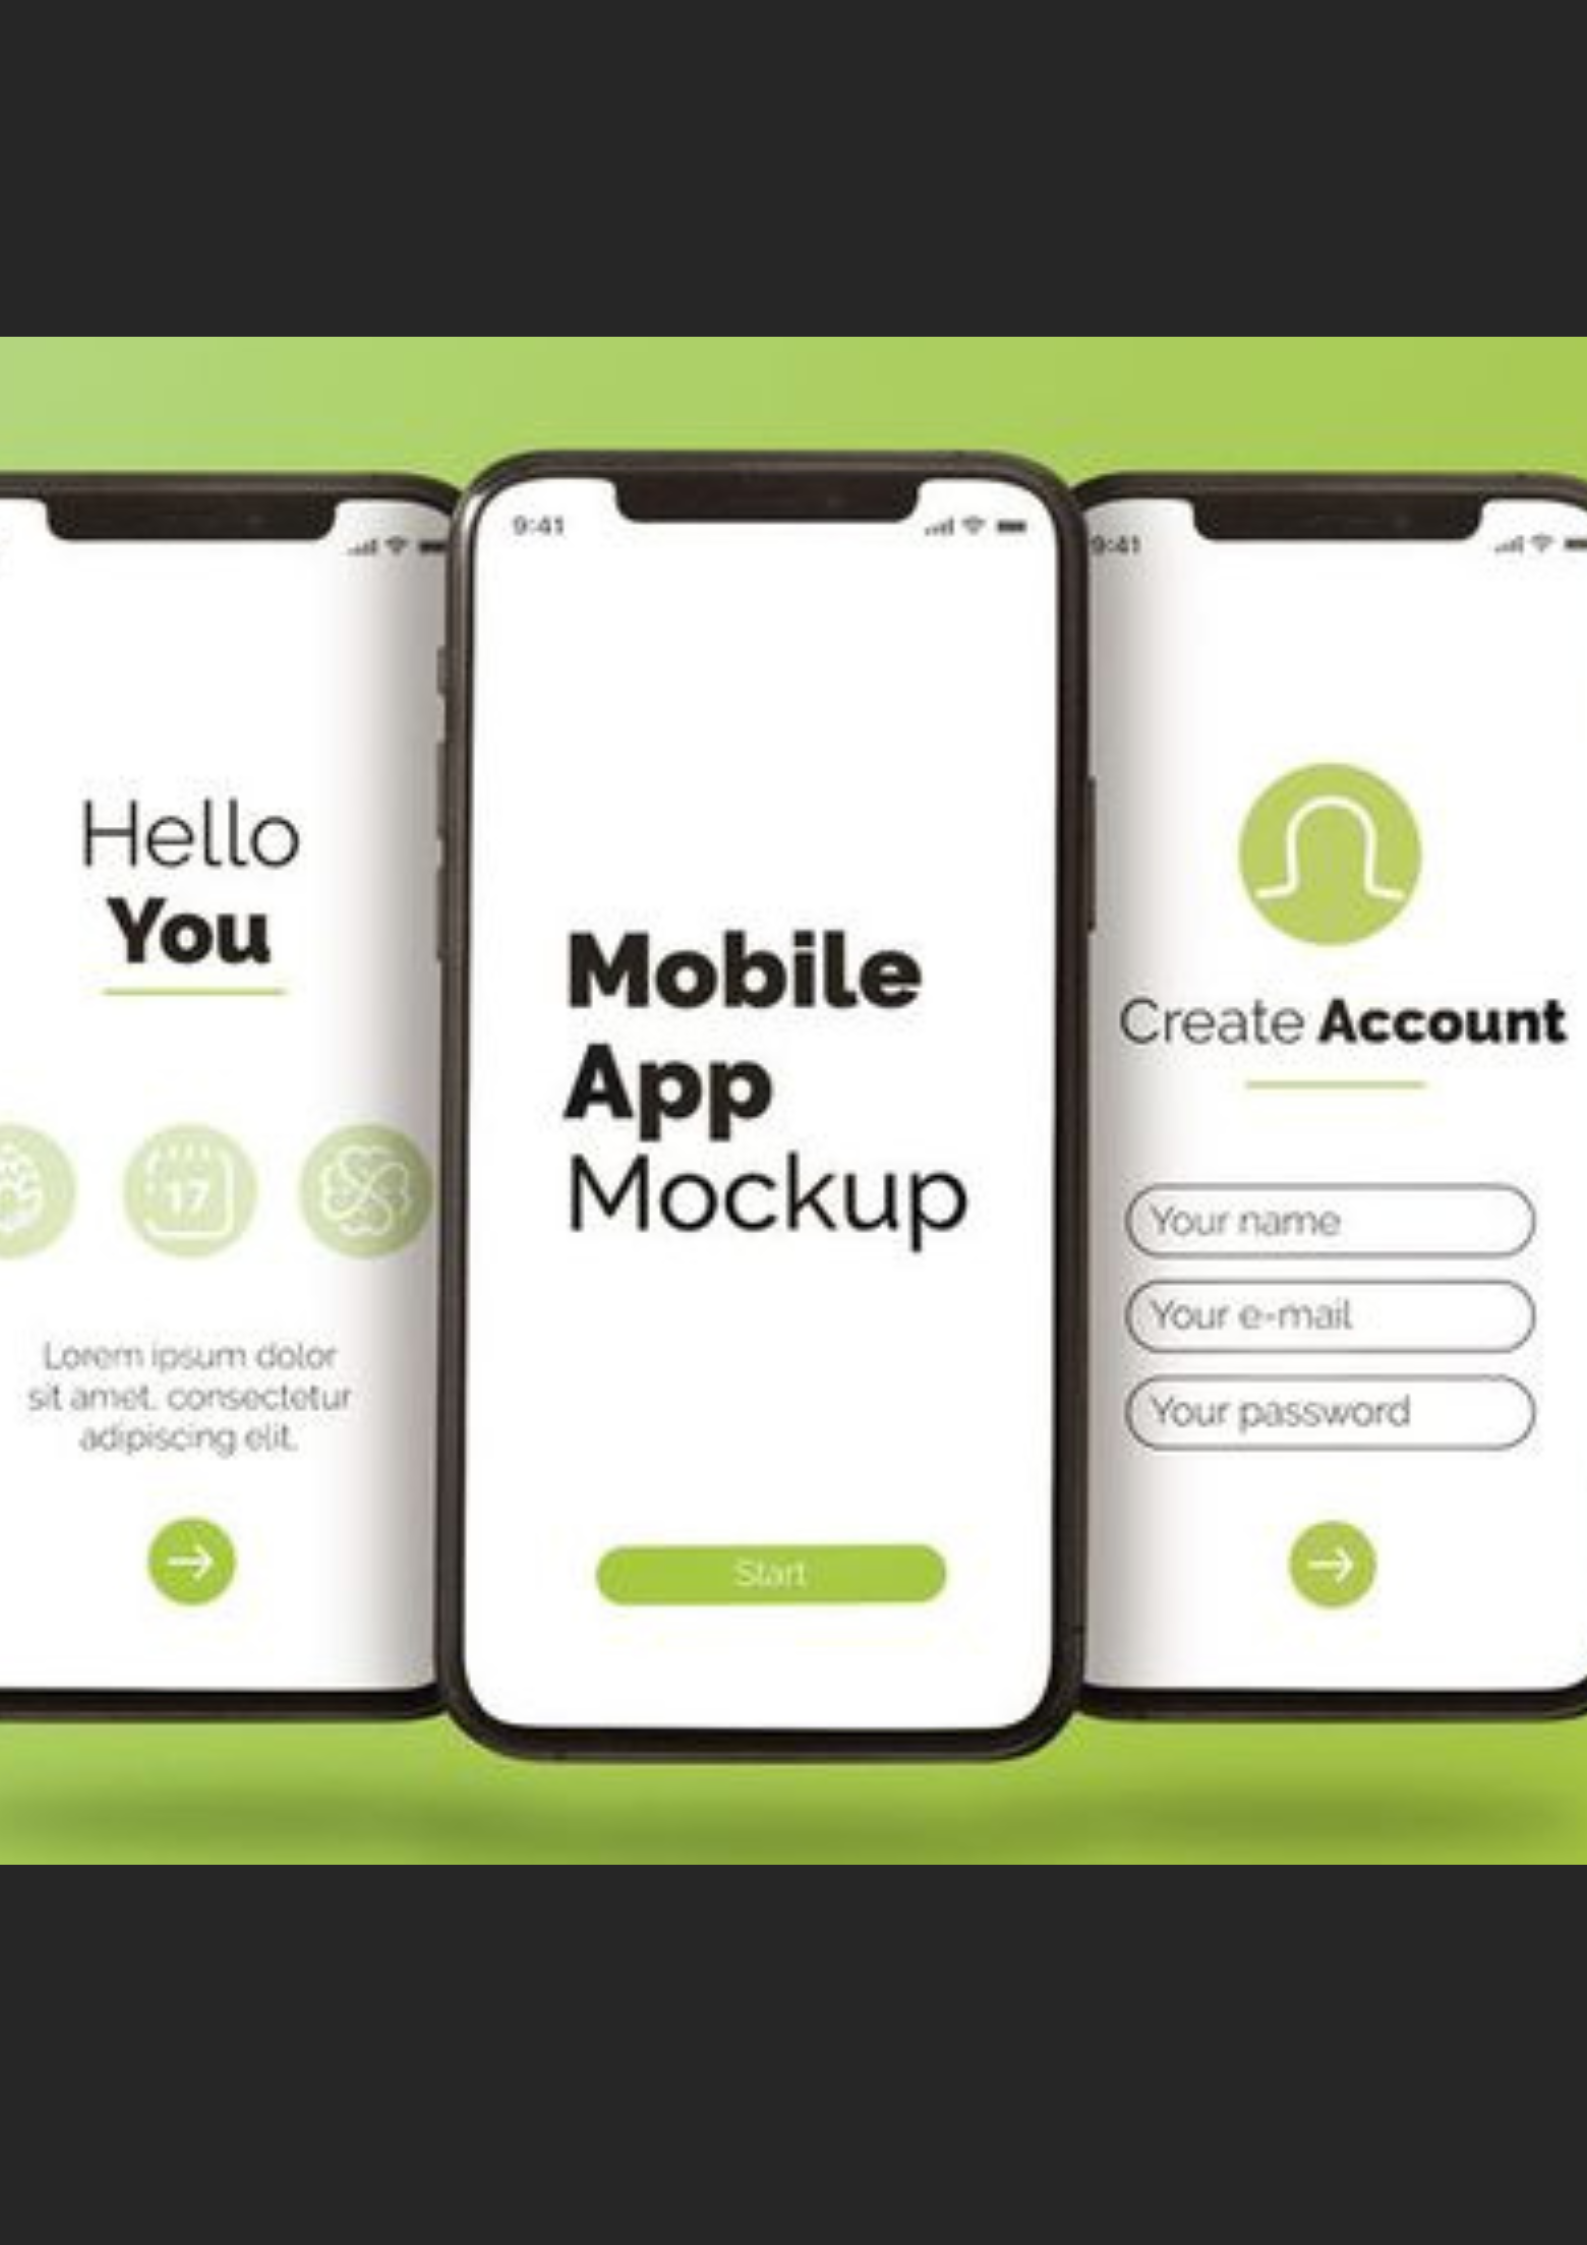 Hello
You
17
Lorem ipsum dolor
sit amet, consectetur
adipiscing elit.
9:41
Mobile
App
Mockup
Start
9:41
Create Account
Your name
Your e-mail
Your password